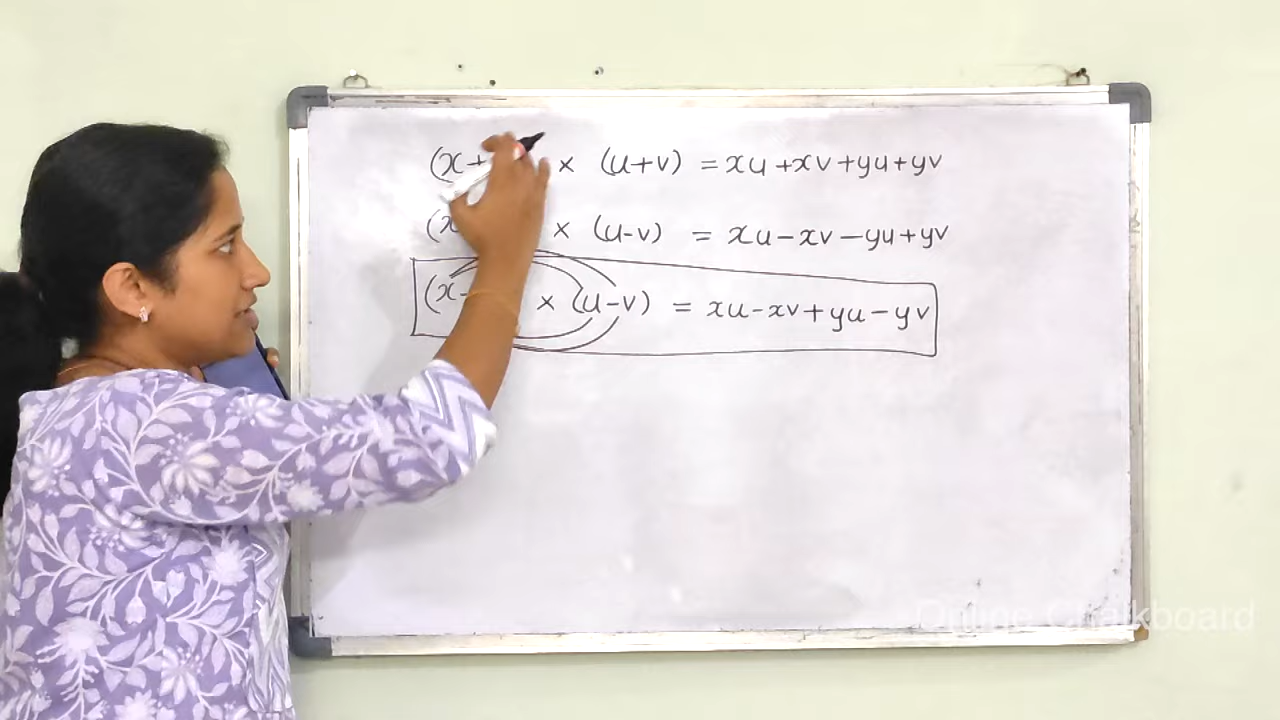 (x+ × (u+v) = xu+xv+yu+yv
(x × (u-v) = xu-xv-yu+yv
(x- × (u-v) = xu-xv+yu-yv
Online Chalkboard